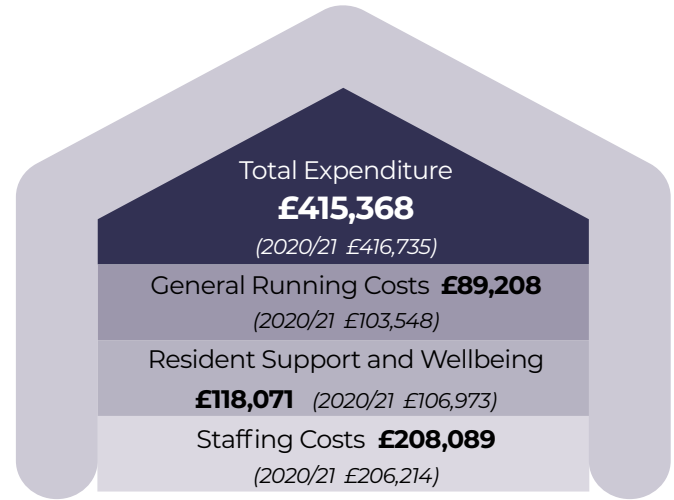 Total Expenditure
£415,368
(2020/21 £416,735)
General Running Costs £89,208
(2020/21 £103,548)
Resident Support and Wellbeing
£118,071 (2020/21 £106,973)
Staffing Costs £208,089
(2020/21 £206,214)